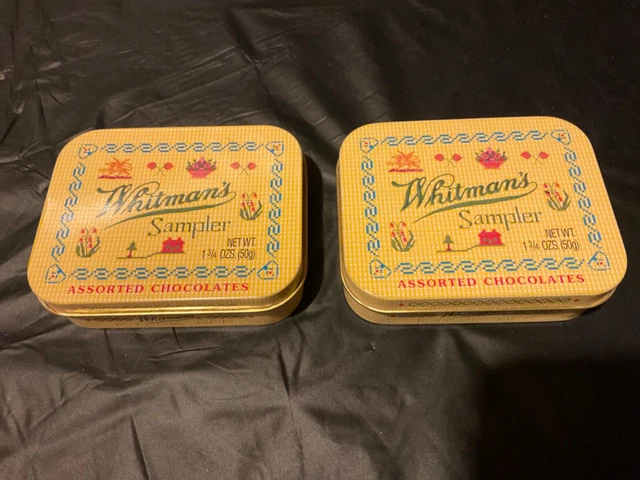 Whitman's
Sampler
NET WT.
1 3/4 OZS. (50g)
ASSORTED CHOCOLATES
Whitman's
Sampler
NET WT.
1 3/4 OZS. (50g)
ASSORTED CHOCOLATES